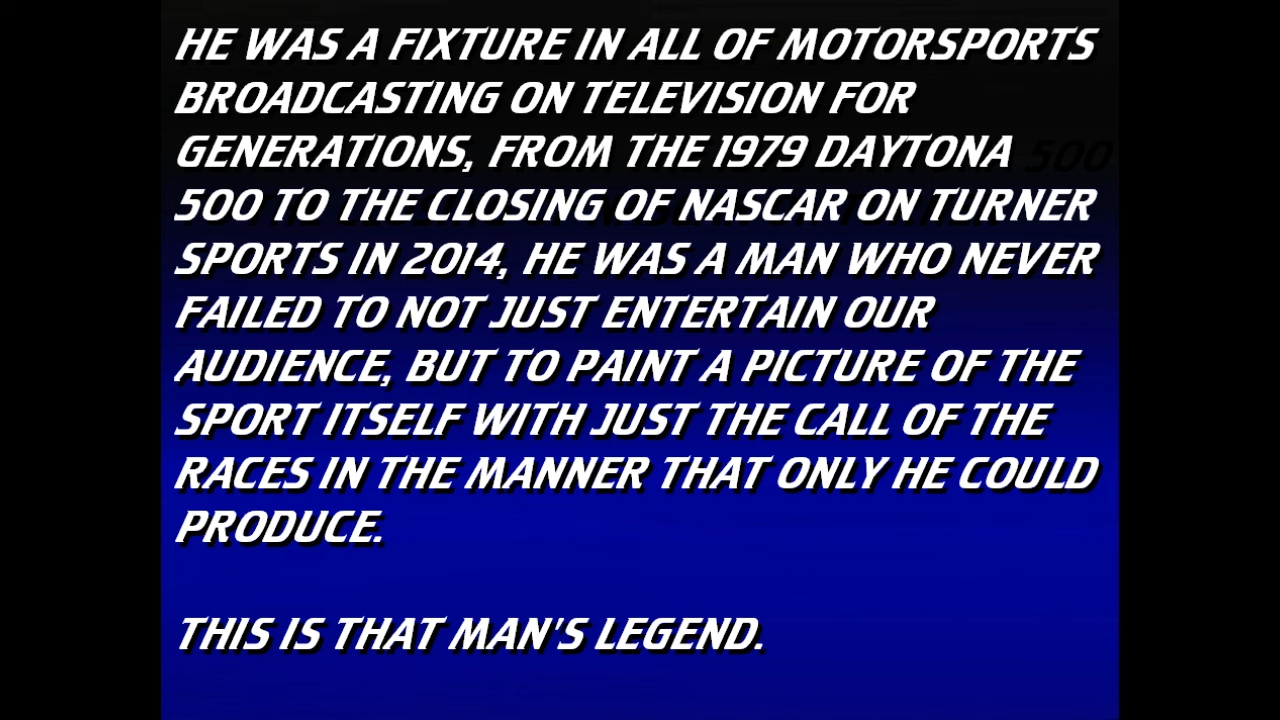 HE WAS A FIXTURE IN ALL OF MOTORSPORTS
BROADCASTING ON TELEVISION FOR
GENERATIONS, FROM THE 1979 DAYTONA
500 TO THE CLOSING OF NASCAR ON TURNER
SPORTS IN 2014, HE WAS A MAN WHO NEVER
FAILED TO NOT JUST ENTERTAIN OUR
AUDIENCE, BUT TO PAINT A PICTURE OF THE
SPORT ITSELF WITH JUST THE CALL OF THE
RACES IN THE MANNER THAT ONLY HE COULD
PRODUCE.
THIS IS THAT MAN'S LEGEND.